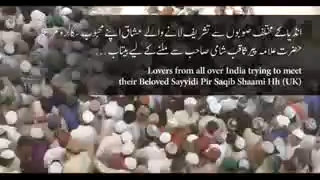 انڈیا کے مختلف صوبوں سے تشریف لانے والے عشاق اپنے محبوب
حضرت علامہ پیر ثاقب شامی صاحب سے ملنے کے لیے بیتاب ...
Lovers from all over India trying to meet
their Beloved Sayyidi Pir Saqib Shaami Hh (UK)